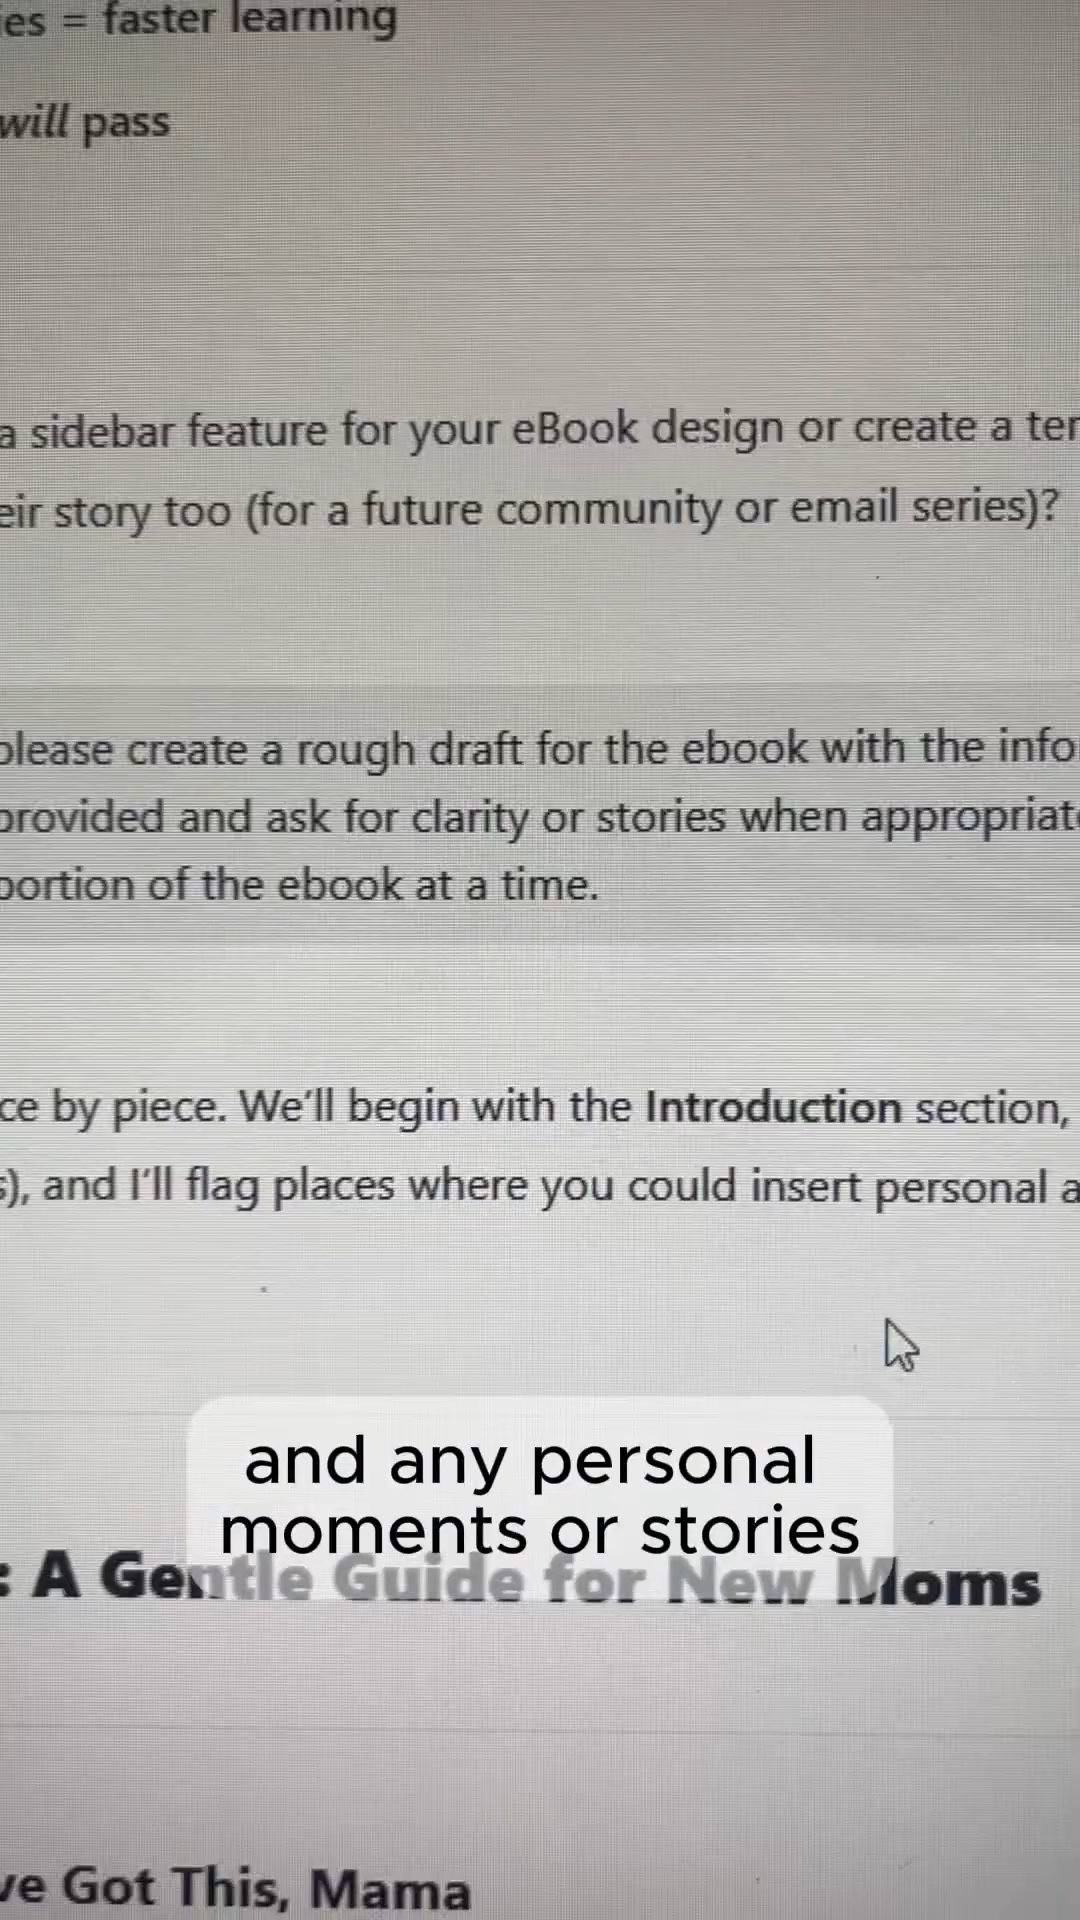 es = faster learning
will pass
a sidebar feature for your eBook design or create a
eir story too (for a future community or email series)?
please create a rough draft for the ebook with the info
provided and ask for clarity or stories when appropriate
portion of the ebook at a time.
ce by piece. We'll begin with the Introduction section,
s), and I'll flag places where you could insert personal a
and any personal
moments or stories
: A Gentle Guide for New Moms
ve Got This, Mama